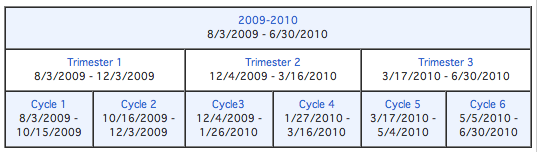 2009-2010
8/3/2009 - 6/30/2010
Trimester 1
8/3/2009 - 12/3/2009
Trimester 2
12/4/2009 - 3/16/2010
Trimester 3
3/17/2010 - 6/30/2010
Cycle 1
8/3/2009 -
10/15/2009
Cycle 2
10/16/2009 -
12/3/2009
Cycle3
12/4/2009 -
1/26/2010
Cycle 4
1/27/2010 -
3/16/2010
Cycle 5
3/17/2010 -
5/4/2010
Cycle 6
5/5/2010 -
6/30/2010